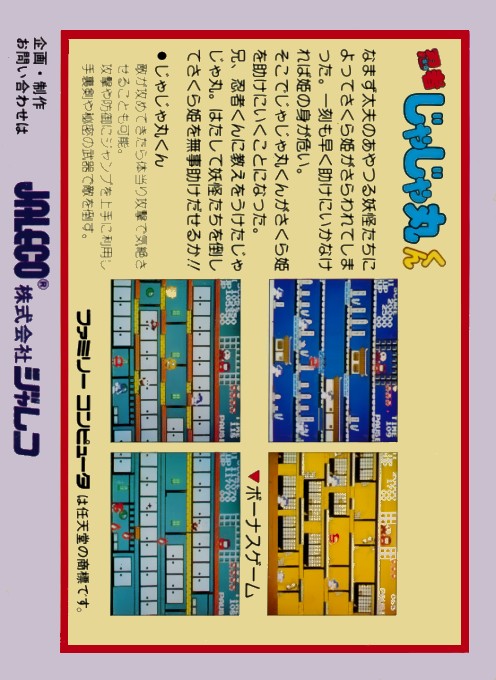 忍者じゃじゃ丸くん
なまず太夫のあやつる妖怪たちに
よってさくら姫がさらわれてしま
った。一刻も早く助けにいかなけ
れば姫の身が危い。
そこでじゃじゃ丸くんがさくら姫
を助けにいくことになった。
兄、忍者くんに教えをうけたじゃ
じゃ丸。はたして妖怪たちを倒し
てさくら姫を無事助けだせるか!!
●じゃじゃ丸くん
敵が攻めてきたら体当り攻撃で気絶さ
せることも可能。
攻撃や防御にジャンプを上手に利用し
手裏剣や秘密の武器で敵を倒す。
▼ボーナスゲーム
ファミリーコンピュータは任天堂の商標です。
企画・制作
お問い合わせは
JALECO® 株式会社ジャレコ